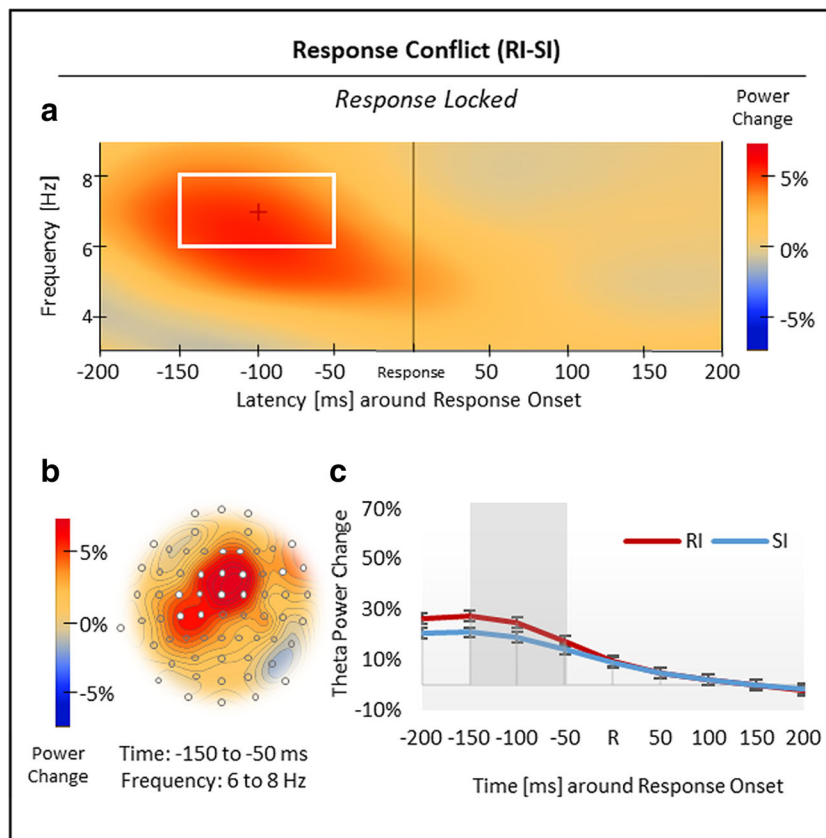 Response Conflict (RI-SI)
a
Response Locked
Power
Change
Frequency [Hz]
8
6
4
5%
0%
-5%
-200
-150
-100
-50
Response
50
100
150
200
Latency [ms] around Response Onset
b
5%
0%
-5%
Power
Change
Time: -150 to -50 ms
Frequency: 6 to 8 Hz
c
Theta Power Change
70%
50%
30%
10%
-10%
RI
SI
-200
-150
-100
-50
R
50
100
150
200
Time [ms] around Response Onset